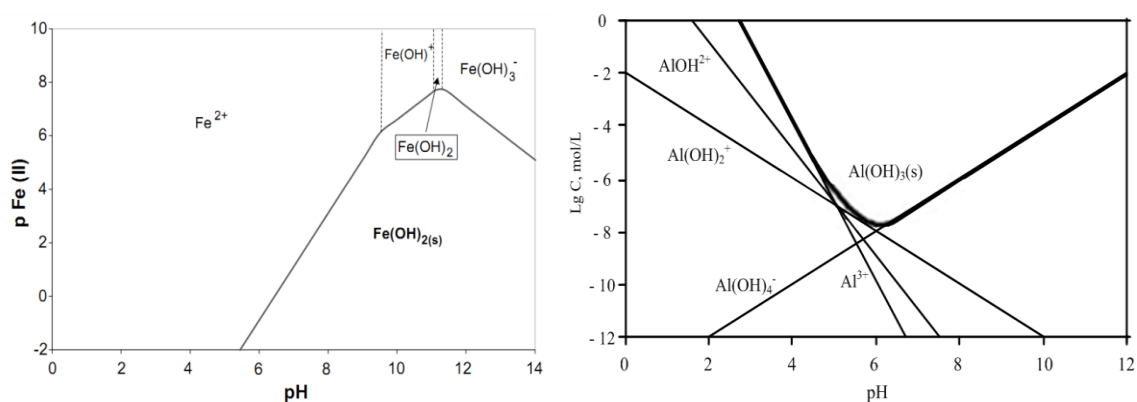 10
8
6
4
2
0
-2
p Fe (II)
Fe(OH)⁺
Fe(OH)₃⁻
Fe²⁺
Fe(OH)₂
Fe(OH)₂₍ₛ₎
0 2 4 6 8 10 12 14
pH
0
- 2
- 4
- 6
- 8
- 10
- 12
Lg C, mol/L
AlOH²⁺
Al(OH)₂⁺
Al(OH)₃(s)
Al(OH)₄⁻
Al³⁺
0 2 4 6 8 10 12
pH